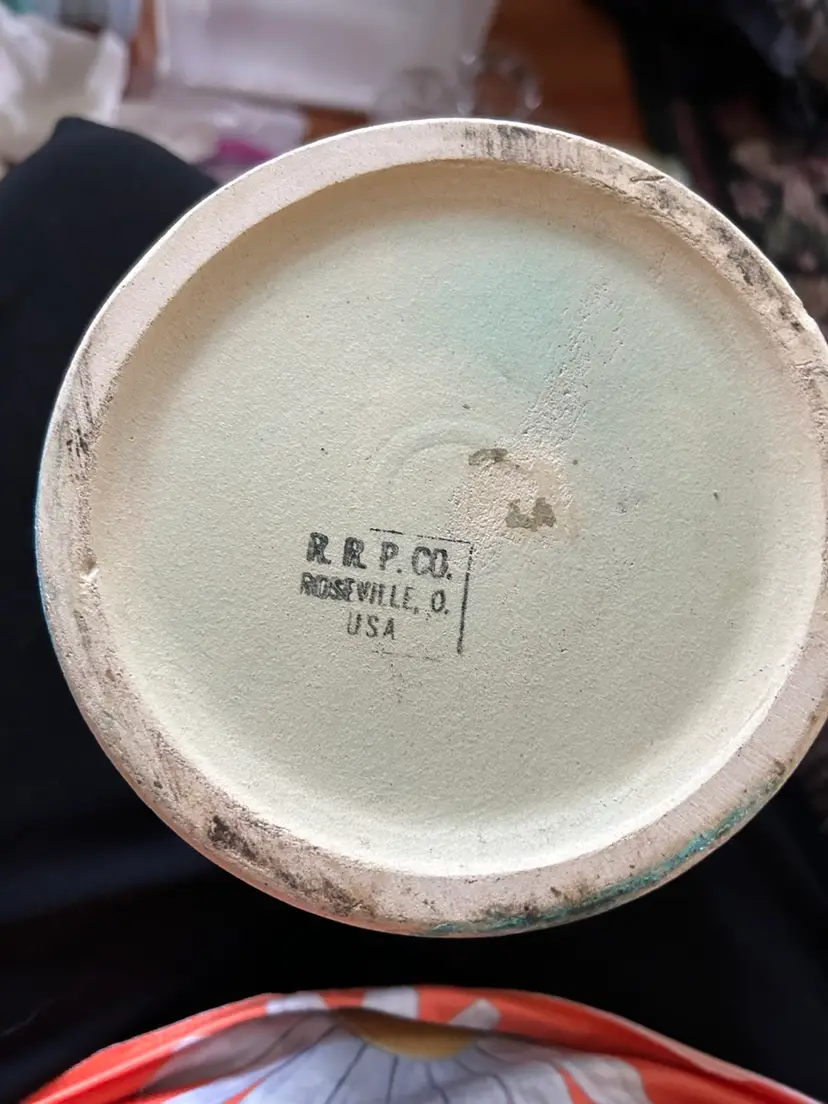 R. R. P. CO.
ROSEVILLE, O.
USA